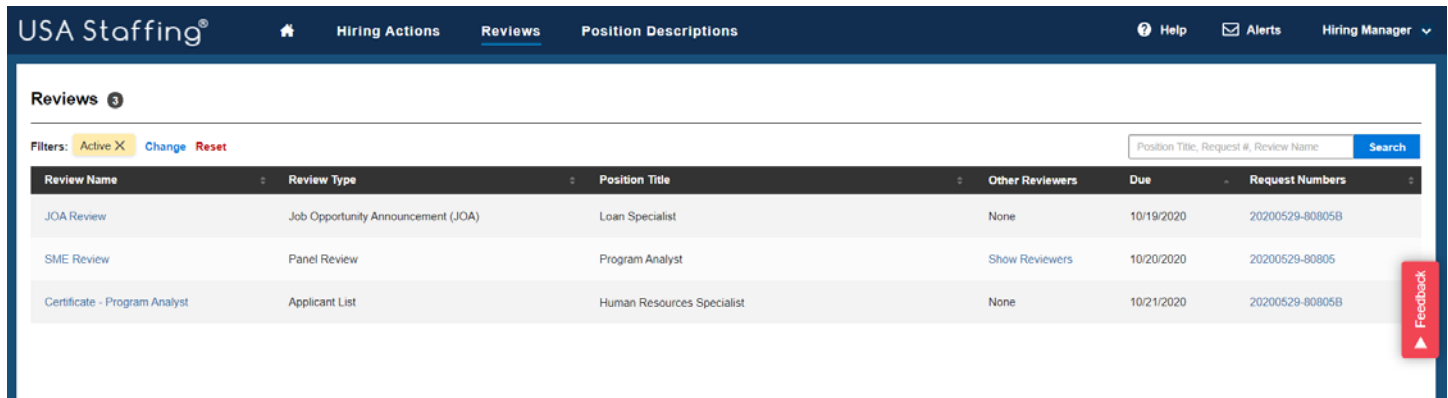 USA Staffing® Hiring Actions Reviews Position Descriptions Help Alerts Hiring Manager
Reviews 3
Filters: Active X Change Reset Position Title, Request #, Review Name Search
Review Name Review Type Position Title Other Reviewers Due Request Numbers
JOA Review Job Opportunity Announcement (JOA) Loan Specialist None 10/19/2020 20200529-80805B
SME Review Panel Review Program Analyst Show Reviewers 10/20/2020 20200529-80805
Certificate - Program Analyst Applicant List Human Resources Specialist None 10/21/2020 20200529-80805B
Feedback